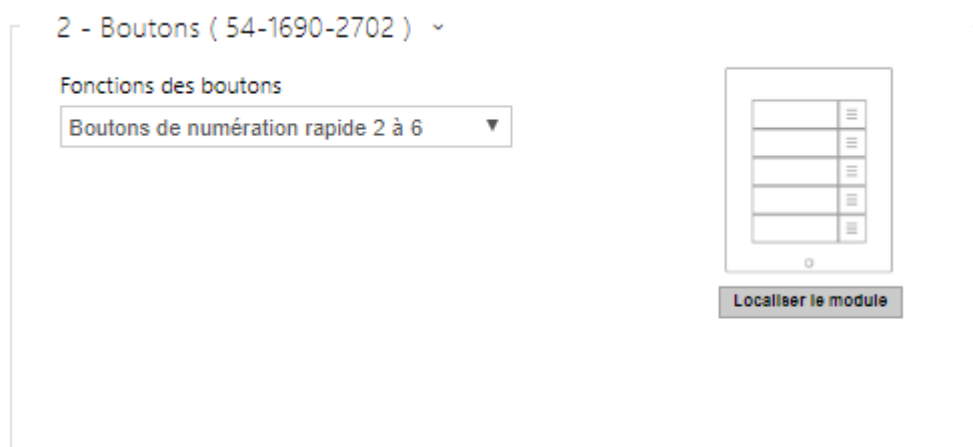 2 - Boutons ( 54-1690-2702 )
Fonctions des boutons
Boutons de numération rapide 2 à 6
Localiser le module